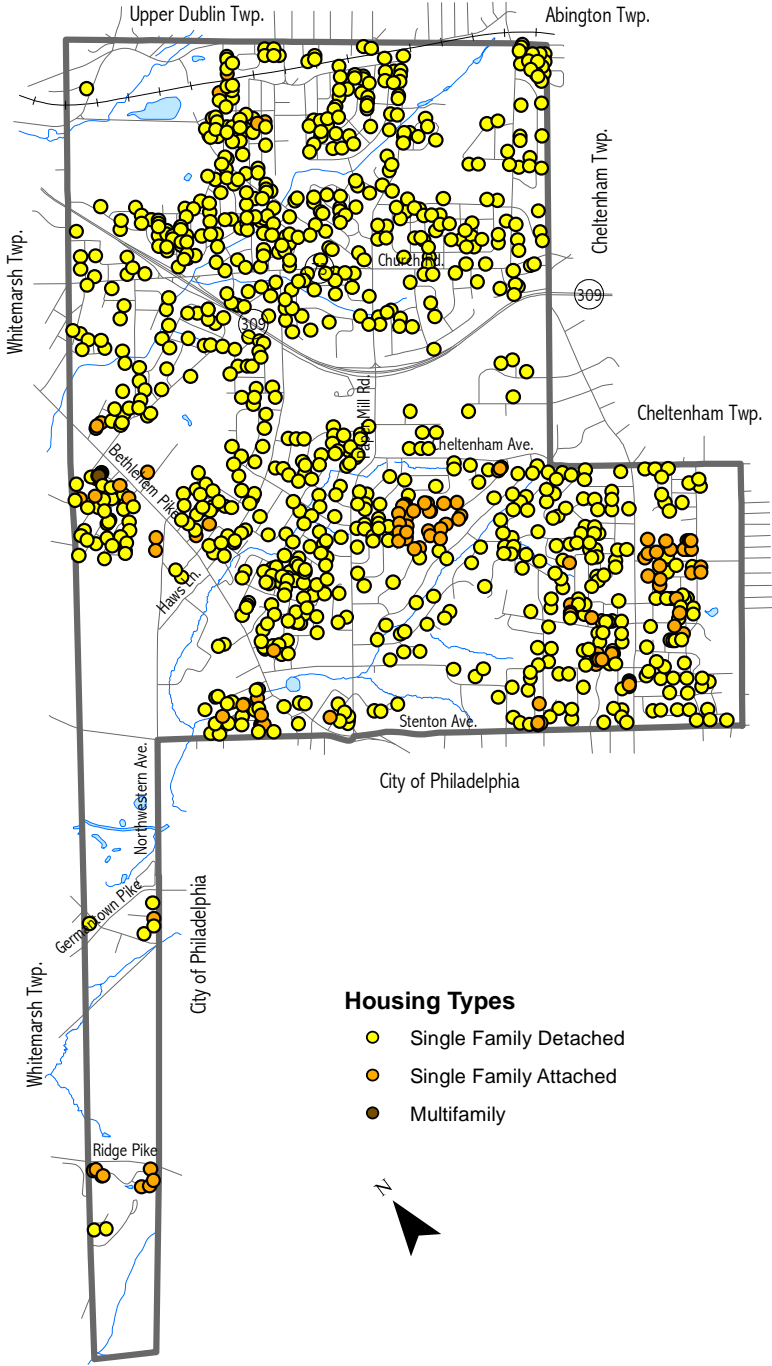 Upper Dublin Twp.
Abington Twp.
Cheltenham Twp.
Whitemarsh Twp.
Church Rd.
309
309
Mill Rd.
Cheltenham Twp.
Cheltenham Ave.
Bethlehem Pike
Haws Ln.
Stenton Ave.
City of Philadelphia
Northwestern Ave.
Germantown Pike
City of Philadelphia
Whitemarsh Twp.
Housing Types
Single Family Detached
Single Family Attached
Multifamily
Ridge Pike
N